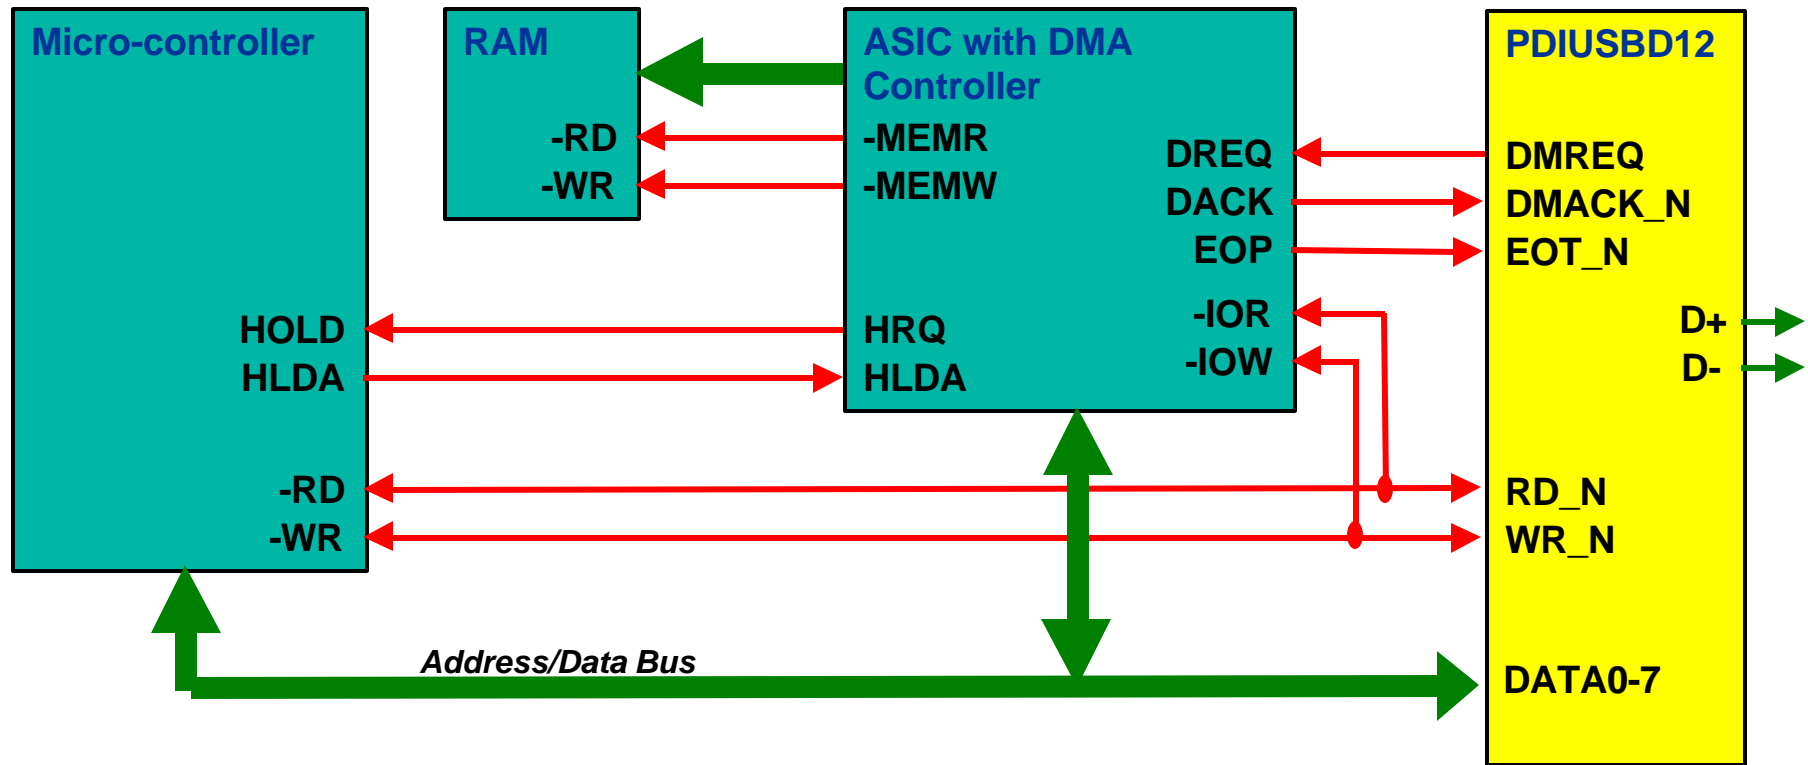 Micro-controller
HOLD
HLDA
-RD
-WR
RAM
-RD
-WR
ASIC with DMA
Controller
-MEMR
-MEMW
HRQ
HLDA
DREQ
DACK
EOP
-IOR
-IOW
PDIUSBD12
DMREQ
DMACK_N
EOT_N
D+
D-
RD_N
WR_N
DATA0-7
Address/Data Bus